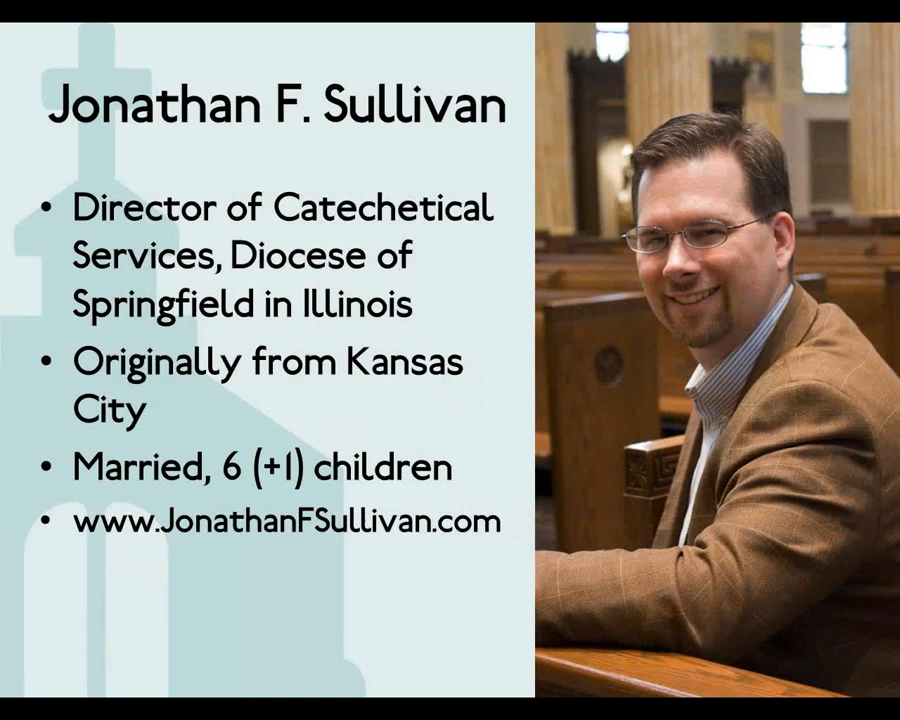 Jonathan F. Sullivan
• Director of Catechetical
Services, Diocese of
Springfield in Illinois
• Originally from Kansas
City
• Married, 6 (+1) children
• www.JonathanFSullivan.com